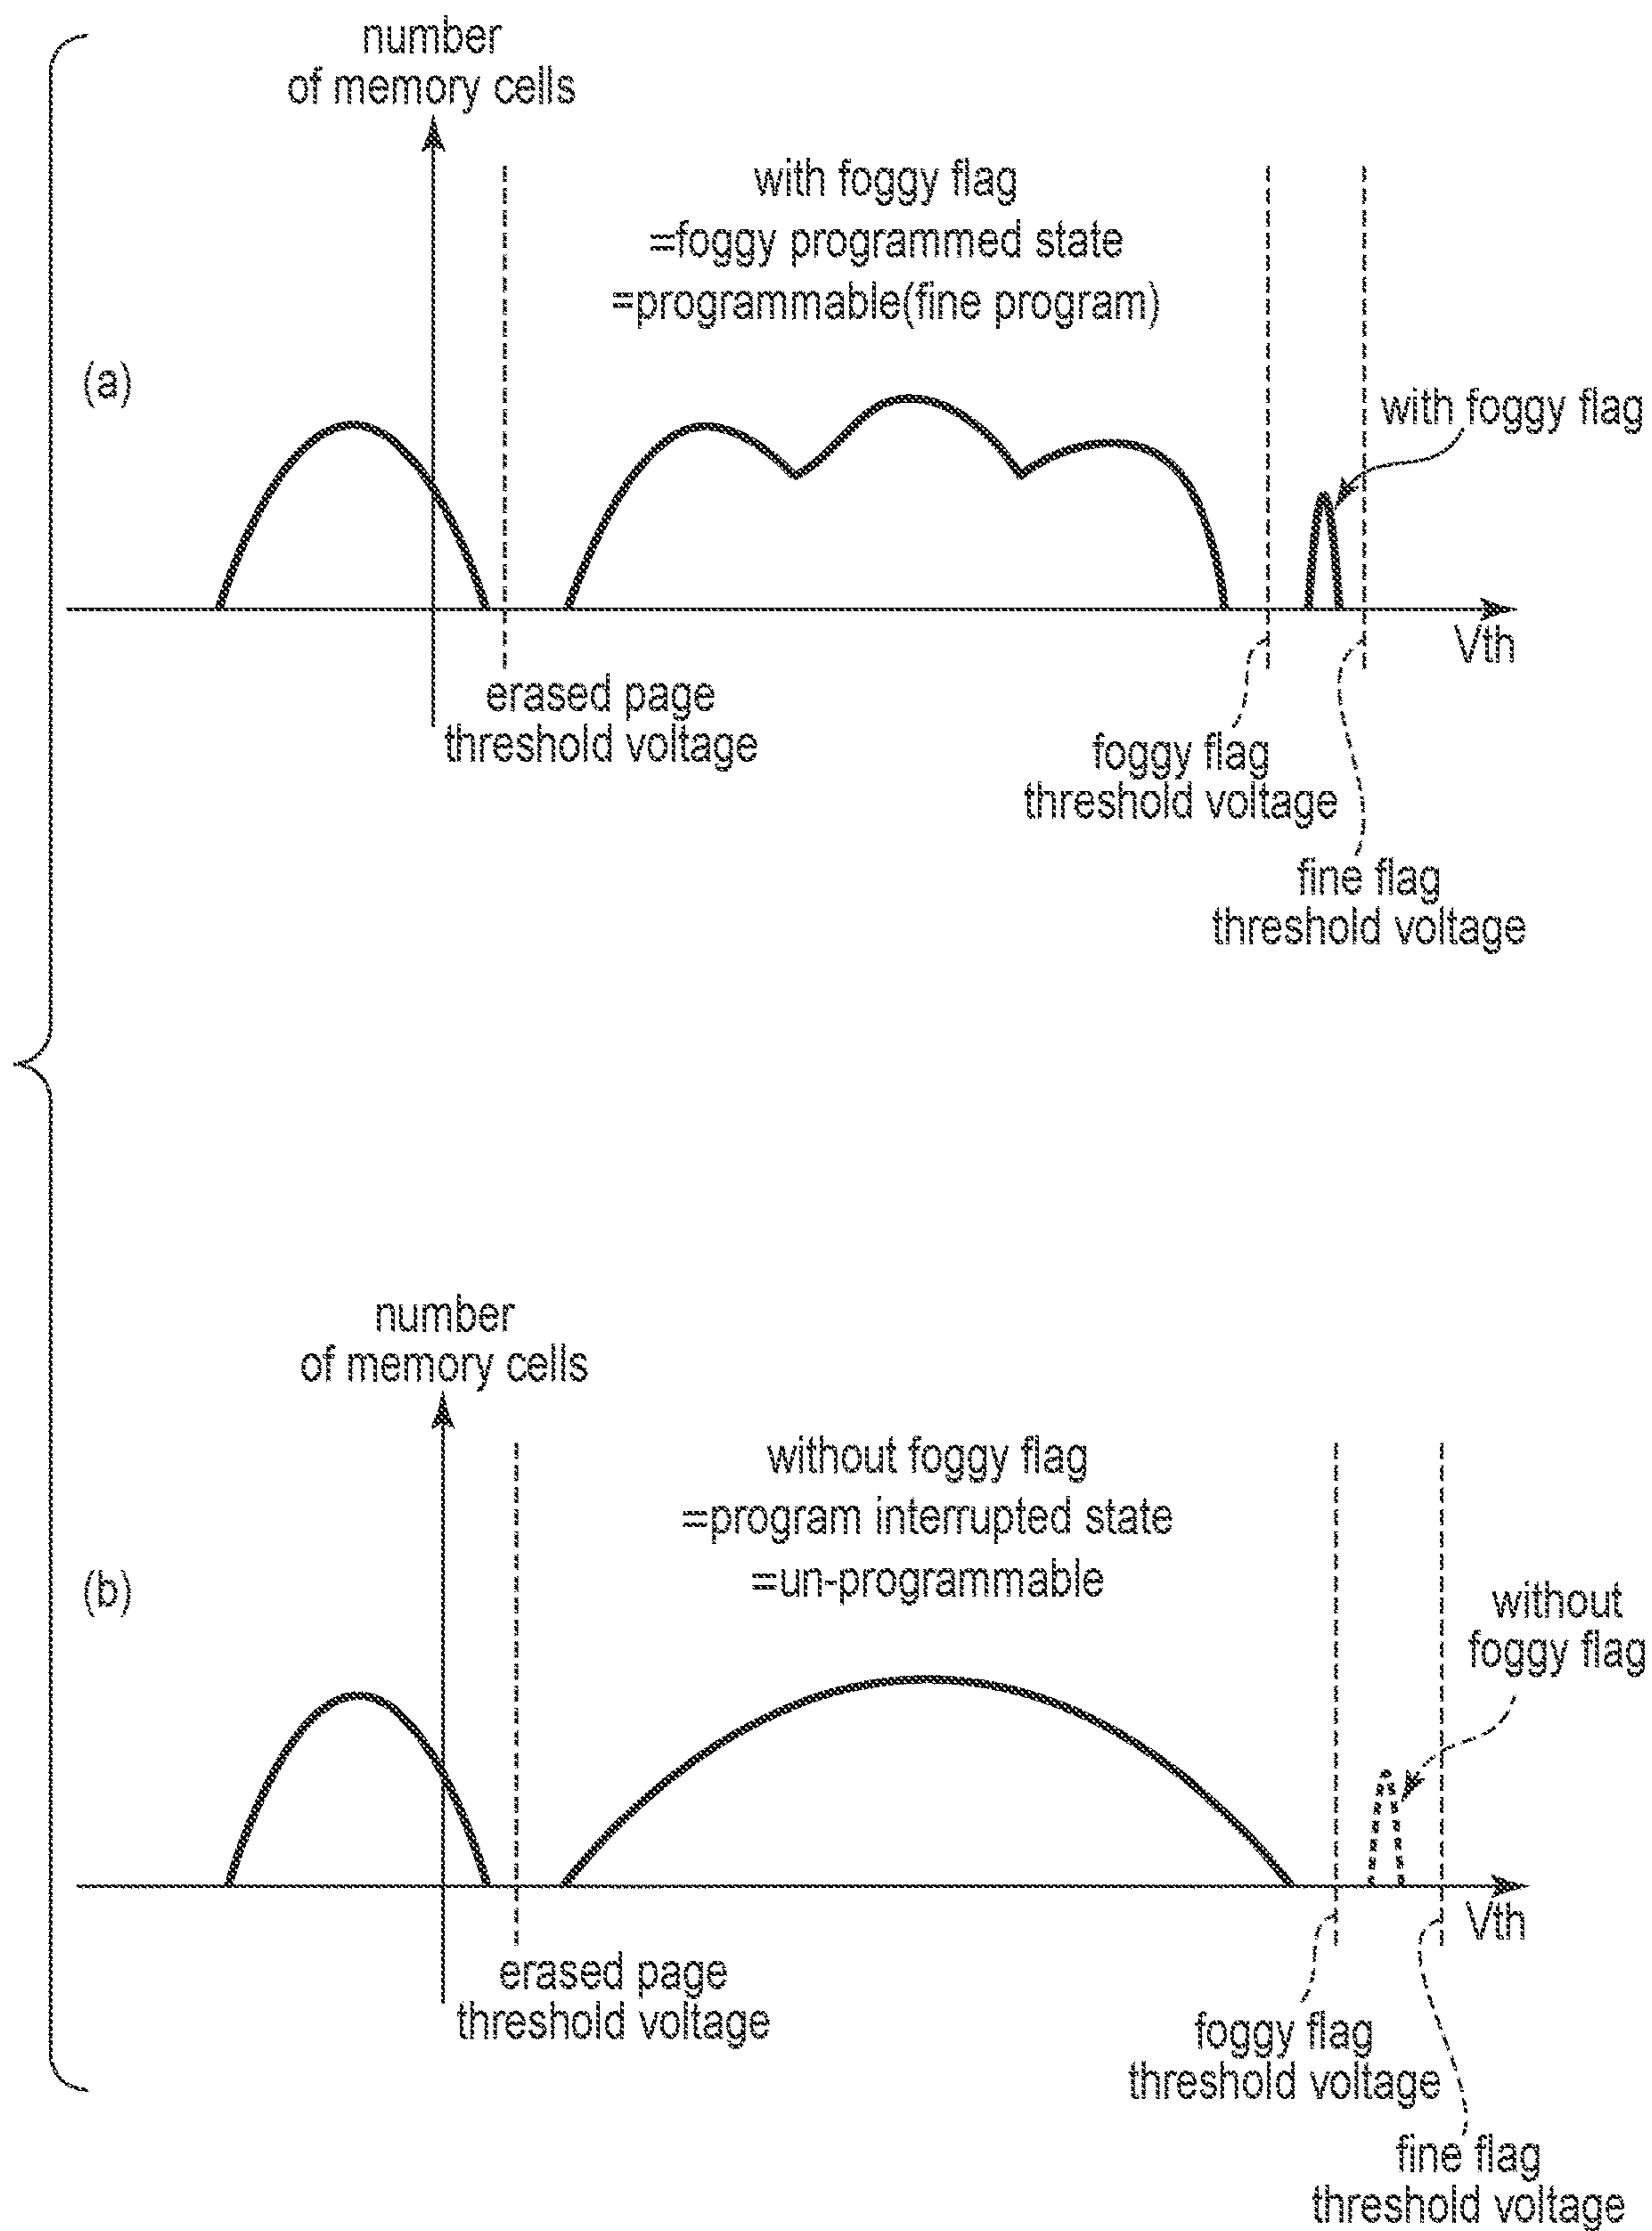 number
of memory cells
with foggy flag
=foggy programmed state
=programmable(fine program)
(a)
with foggy flag
Vth
erased page
threshold voltage
foggy flag
threshold voltage
fine flag
threshold voltage
number
of memory cells
without foggy flag
=program interrupted state
=un-programmable
(b)
without
foggy flag
Vth
erased page
threshold voltage
foggy flag
threshold voltage
fine flag
threshold voltage